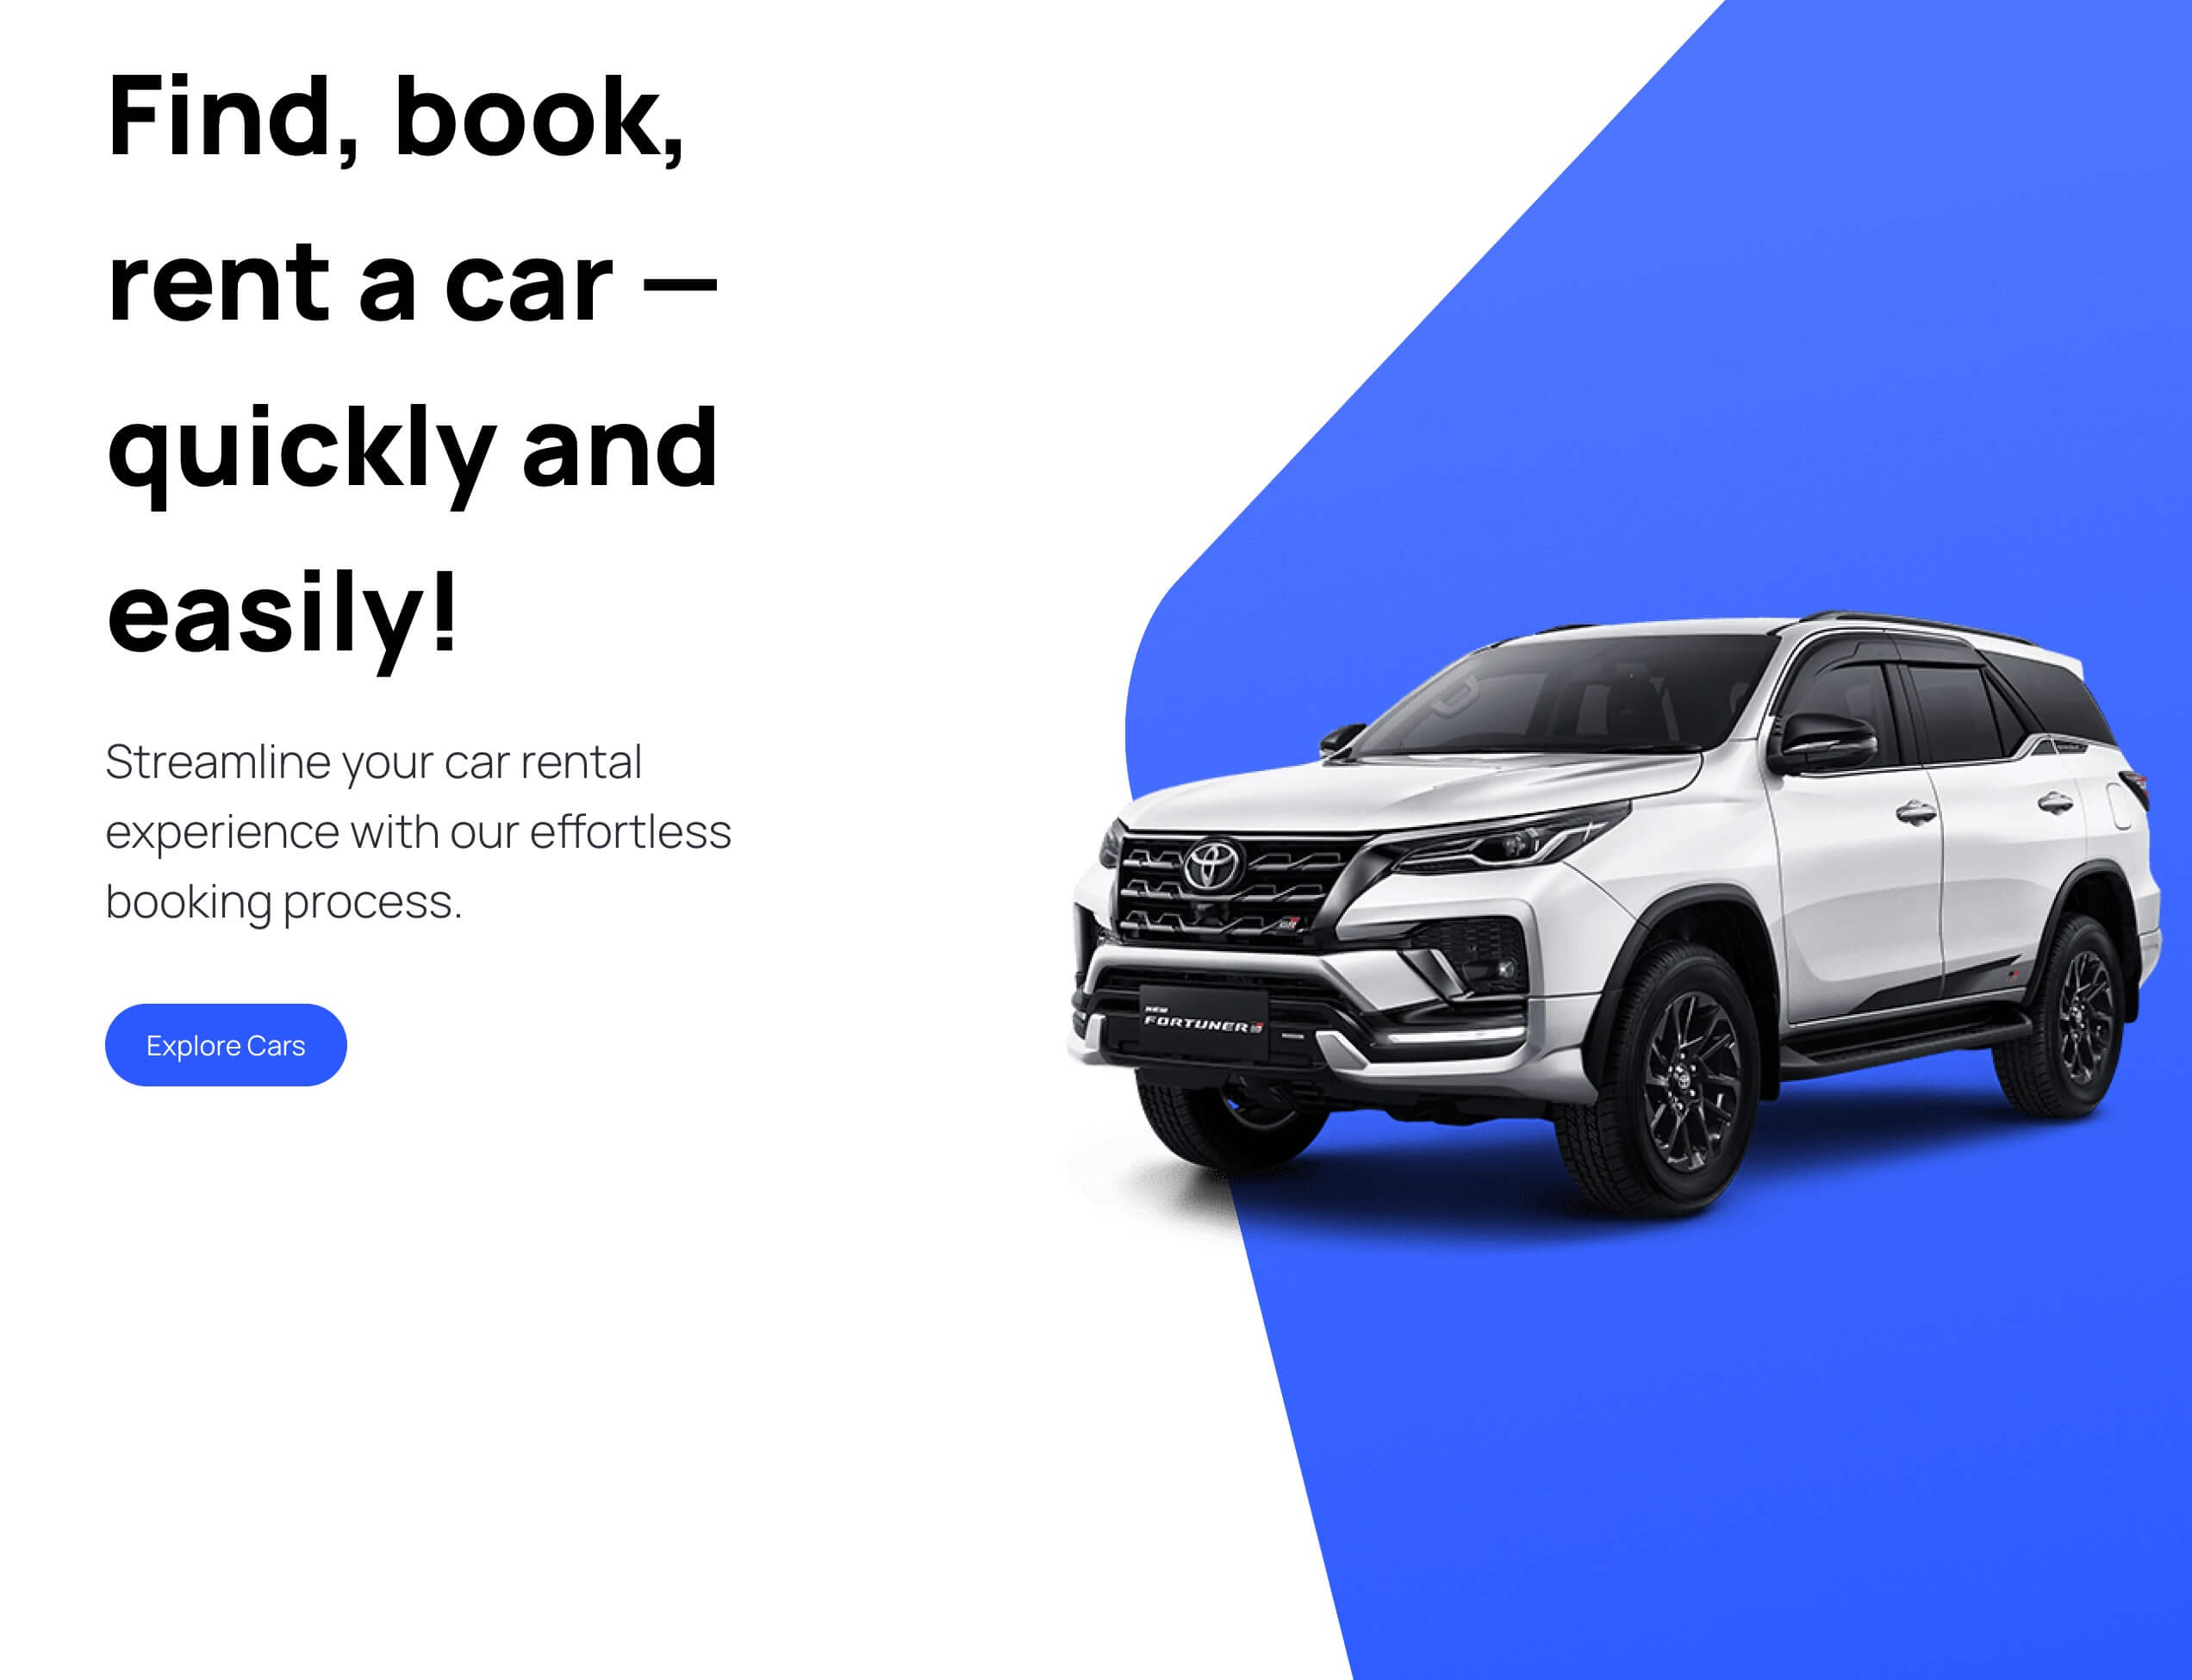 Find, book,
rent a car —
quickly and
easily!
Streamline your car rental
experience with our effortless
booking process.
Explore Cars
GR
NEW
FORTUNER